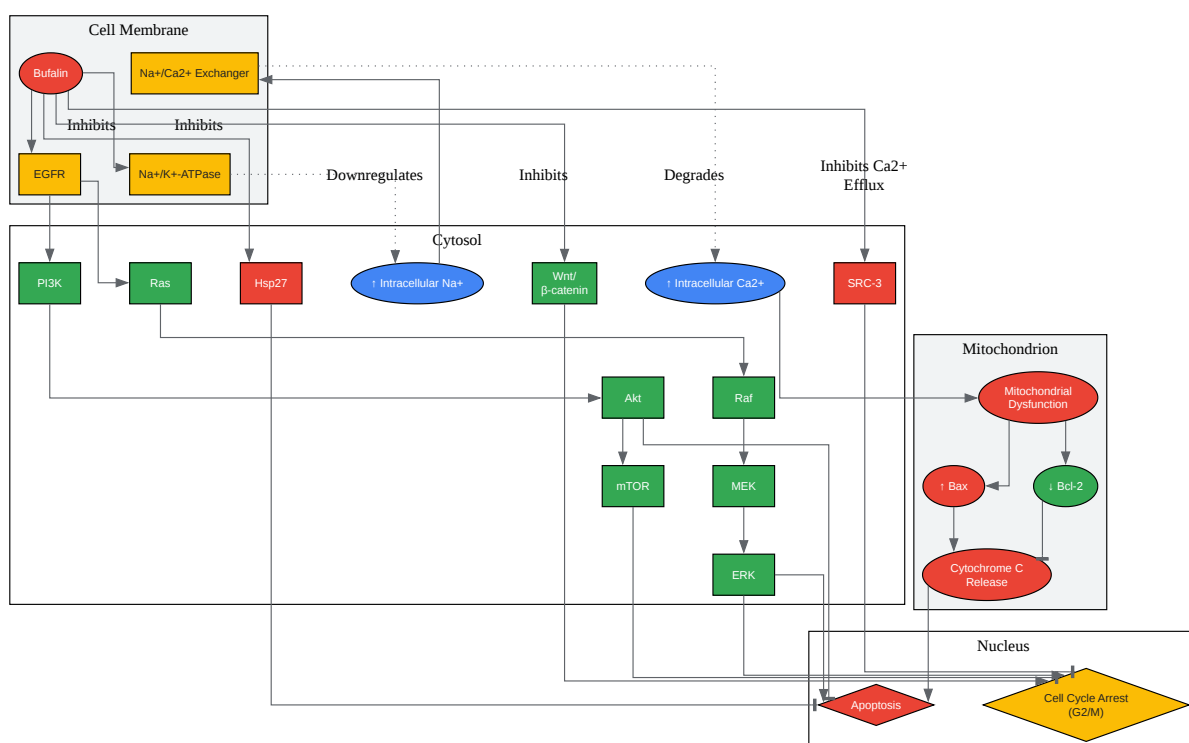 Cell Membrane
Bufalin
Na+/Ca2+ Exchanger
Inhibits
Inhibits
EGFR
Na+/K+-ATPase
Downregulates
Inhibits
Degrades
Inhibits Ca2+
Efflux
Cytosol
PI3K
Ras
Hsp27
↑ Intracellular Na+
Wnt/
β-catenin
↑ Intracellular Ca2+
SRC-3
Mitochondrion
Mitochondrial
Dysfunction
Akt
Raf
mTOR
MEK
↑ Bax
↓ Bcl-2
ERK
Cytochrome C
Release
Nucleus
Apoptosis
Cell Cycle Arrest
(G2/M)